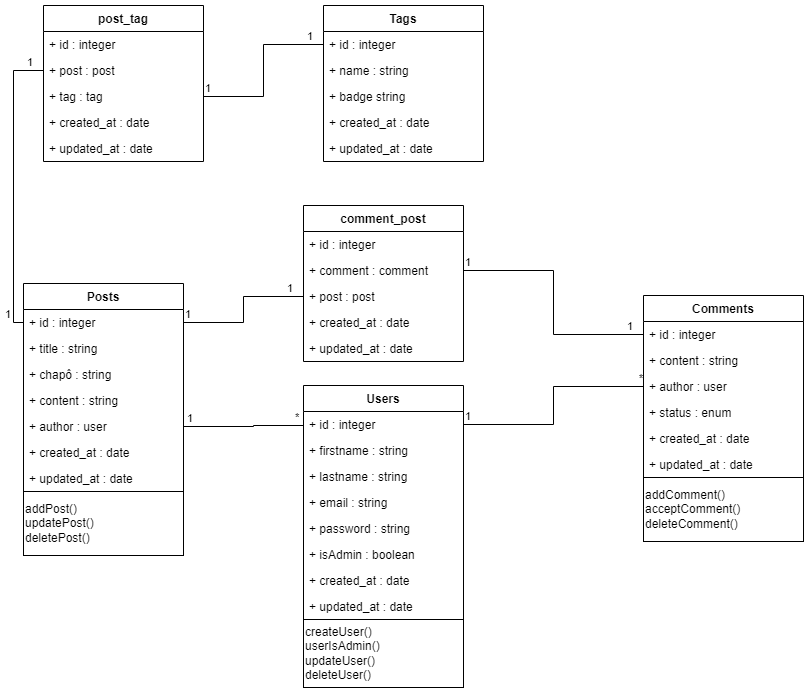 post_tag
+ id : integer
+ post : post
+ tag : tag
+ created_at : date
+ updated_at : date
1
1
1
Tags
+ id : integer
+ name : string
+ badge string
+ created_at : date
+ updated_at : date
comment_post
+ id : integer
+ comment : comment
+ post : post
+ created_at : date
+ updated_at : date
1
1
1
1
1
Posts
+ id : integer
+ title : string
+ chapô : string
+ content : string
+ author : user
+ created_at : date
+ updated_at : date
addPost()
updatePost()
deletePost()
1
*
Users
+ id : integer
+ firstname : string
+ lastname : string
+ email : string
+ password : string
+ isAdmin : boolean
+ created_at : date
+ updated_at : date
createUser()
userIsAdmin()
updateUser()
deleteUser()
1
*
Comments
+ id : integer
+ content : string
+ author : user
+ status : enum
+ created_at : date
+ updated_at : date
addComment()
acceptComment()
deleteComment()